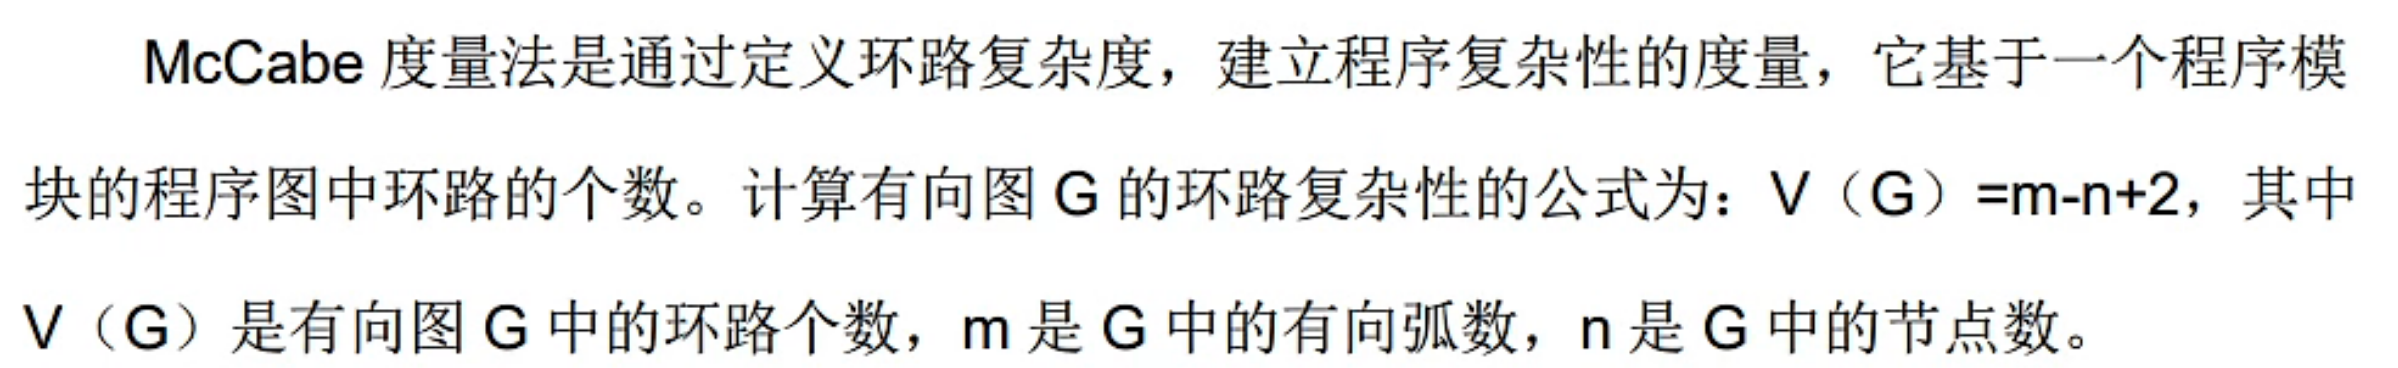 McCabe 度量法是通过定义环路复杂度，建立程序复杂性的度量，它基于一个程序模
块的程序图中环路的个数。计算有向图 G 的环路复杂性的公式为：V（G）=m-n+2，其中
V（G）是有向图 G 中的环路个数，m 是 G 中的有向弧数，n 是 G 中的节点数。